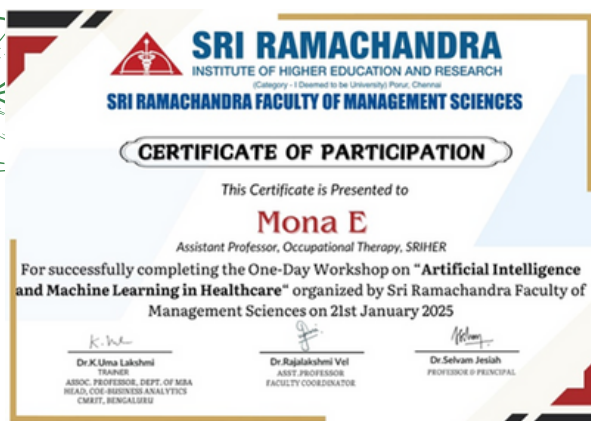 SRI RAMACHANDRA
INSTITUTE OF HIGHER EDUCATION AND RESEARCH
(Category - I Deemed to be University) Porur, Chennai
SRI RAMACHANDRA FACULTY OF MANAGEMENT SCIENCES
CERTIFICATE OF PARTICIPATION
This Certificate is Presented to
Mona E
Assistant Professor, Occupational Therapy, SRIHER
For successfully completing the One-Day Workshop on "Artificial Intelligence
and Machine Learning in Healthcare" organized by Sri Ramachandra Faculty of
Management Sciences on 21st January 2025
Dr.K.Uma Lakshmi
TRAINER
ASSOC. PROFESSOR, DEPT. OF MBA
HEAD, COE-BUSINESS ANALYTICS
CMRIT, BENGALURU
Dr.Rajalakshmi Vel
ASST.PROFESSOR
FACULTY COORDINATOR
Dr.Selvam Jesiah
PROFESSOR & PRINCIPAL